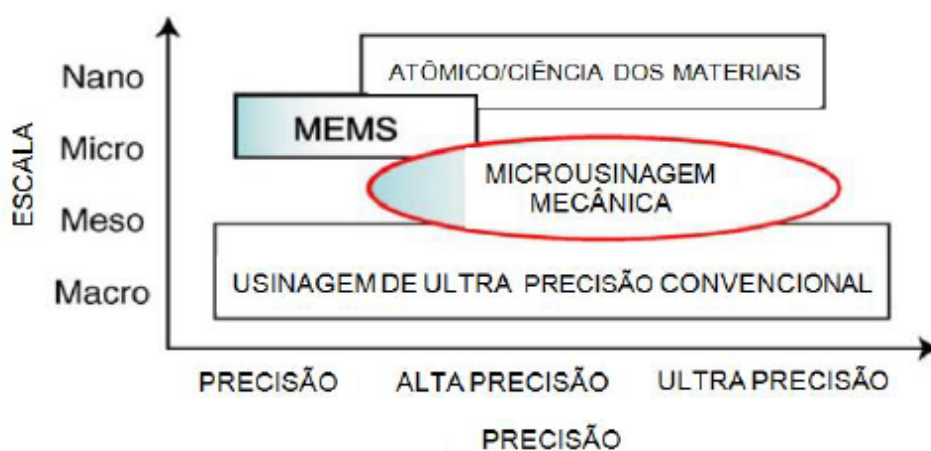 Nano
ATÔMICO/CIÊNCIA DOS MATERIAIS
MEMS
Micro
MICROUSINAGEM
MECÂNICA
ESCALA
Meso
Macro
USINAGEM DE ULTRA PRECISÃO CONVENCIONAL
PRECISÃO ALTA PRECISÃO ULTRA PRECISÃO
PRECISÃO